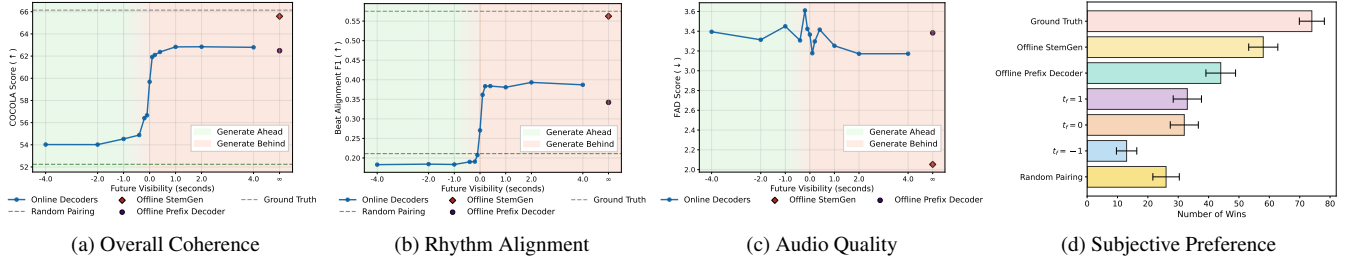 COCOLA Score (↑)
66
64
62
60
58
56
54
52
Generate Ahead
Generate Behind
-4.0 -2.0 -1.0 0.0 1.0 2.0 4.0 ∞
Future Visibility (seconds)
Online Decoders Offline StemGen Ground Truth
Random Pairing Offline Prefix Decoder
(a) Overall Coherence
Beat Alignment F1 (↑)
0.55
0.50
0.45
0.40
0.35
0.30
0.25
0.20
Generate Ahead
Generate Behind
-4.0 -2.0 -1.0 0.0 1.0 2.0 4.0 ∞
Future Visibility (seconds)
Online Decoders Offline StemGen Ground Truth
Random Pairing Offline Prefix Decoder
(b) Rhythm Alignment
FAD Score (↓)
3.6
3.4
3.2
3.0
2.8
2.6
2.4
2.2
2.0
Generate Ahead
Generate Behind
-4.0 -2.0 -1.0 0.0 1.0 2.0 4.0 ∞
Future Visibility (seconds)
Online Decoders Offline StemGen Offline Prefix Decoder
(c) Audio Quality
Ground Truth
Offline StemGen
Offline Prefix Decoder
t_f = 1
t_f = 0
t_f = −1
Random Pairing
0 10 20 30 40 50 60 70 80
Number of Wins
(d) Subjective Preference